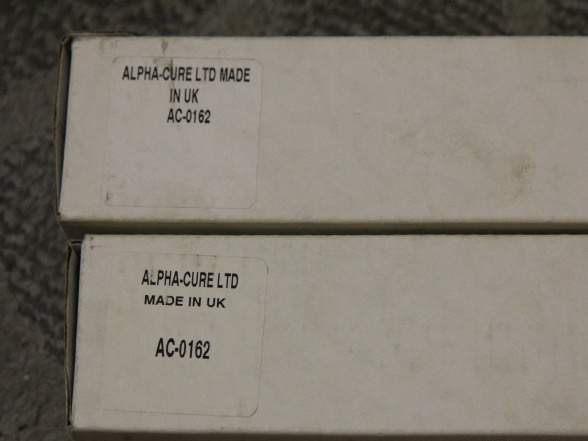 ALPHA-CURE LTD MADE
IN UK
AC-0162
ALPHA-CURE LTD
MADE IN UK
AC-0162